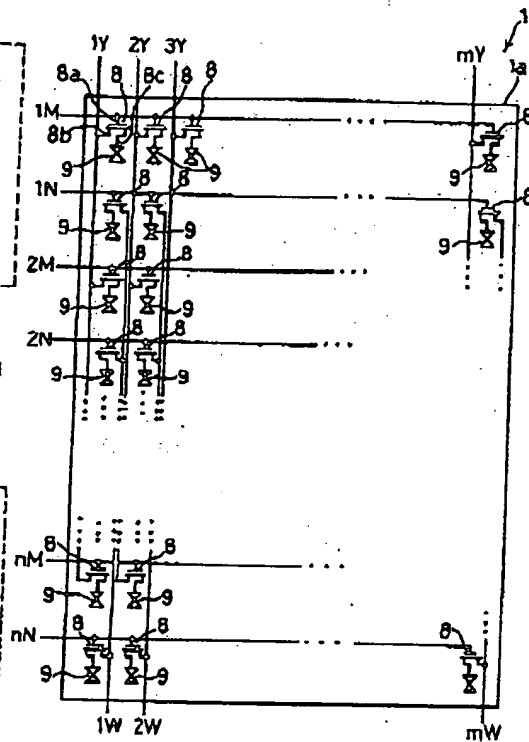 1
1Y 2Y 3Y mY
1a
8a 8 8c 8 8
1M
8b 8
9 9 9
1N 8 8 8
9 9 9
2M 8 8
9 9
2N 8 8
9 9
nM 8 8
9 9
nN 8 8 8
9 9 9
1W 2W mW